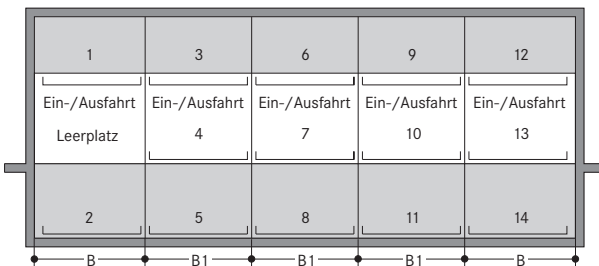 1 3 6 9 12
Ein-/Ausfahrt Ein-/Ausfahrt Ein-/Ausfahrt Ein-/Ausfahrt Ein-/Ausfahrt
Leerplatz 4 7 10 13
2 5 8 11 14
B B1 B1 B1 B